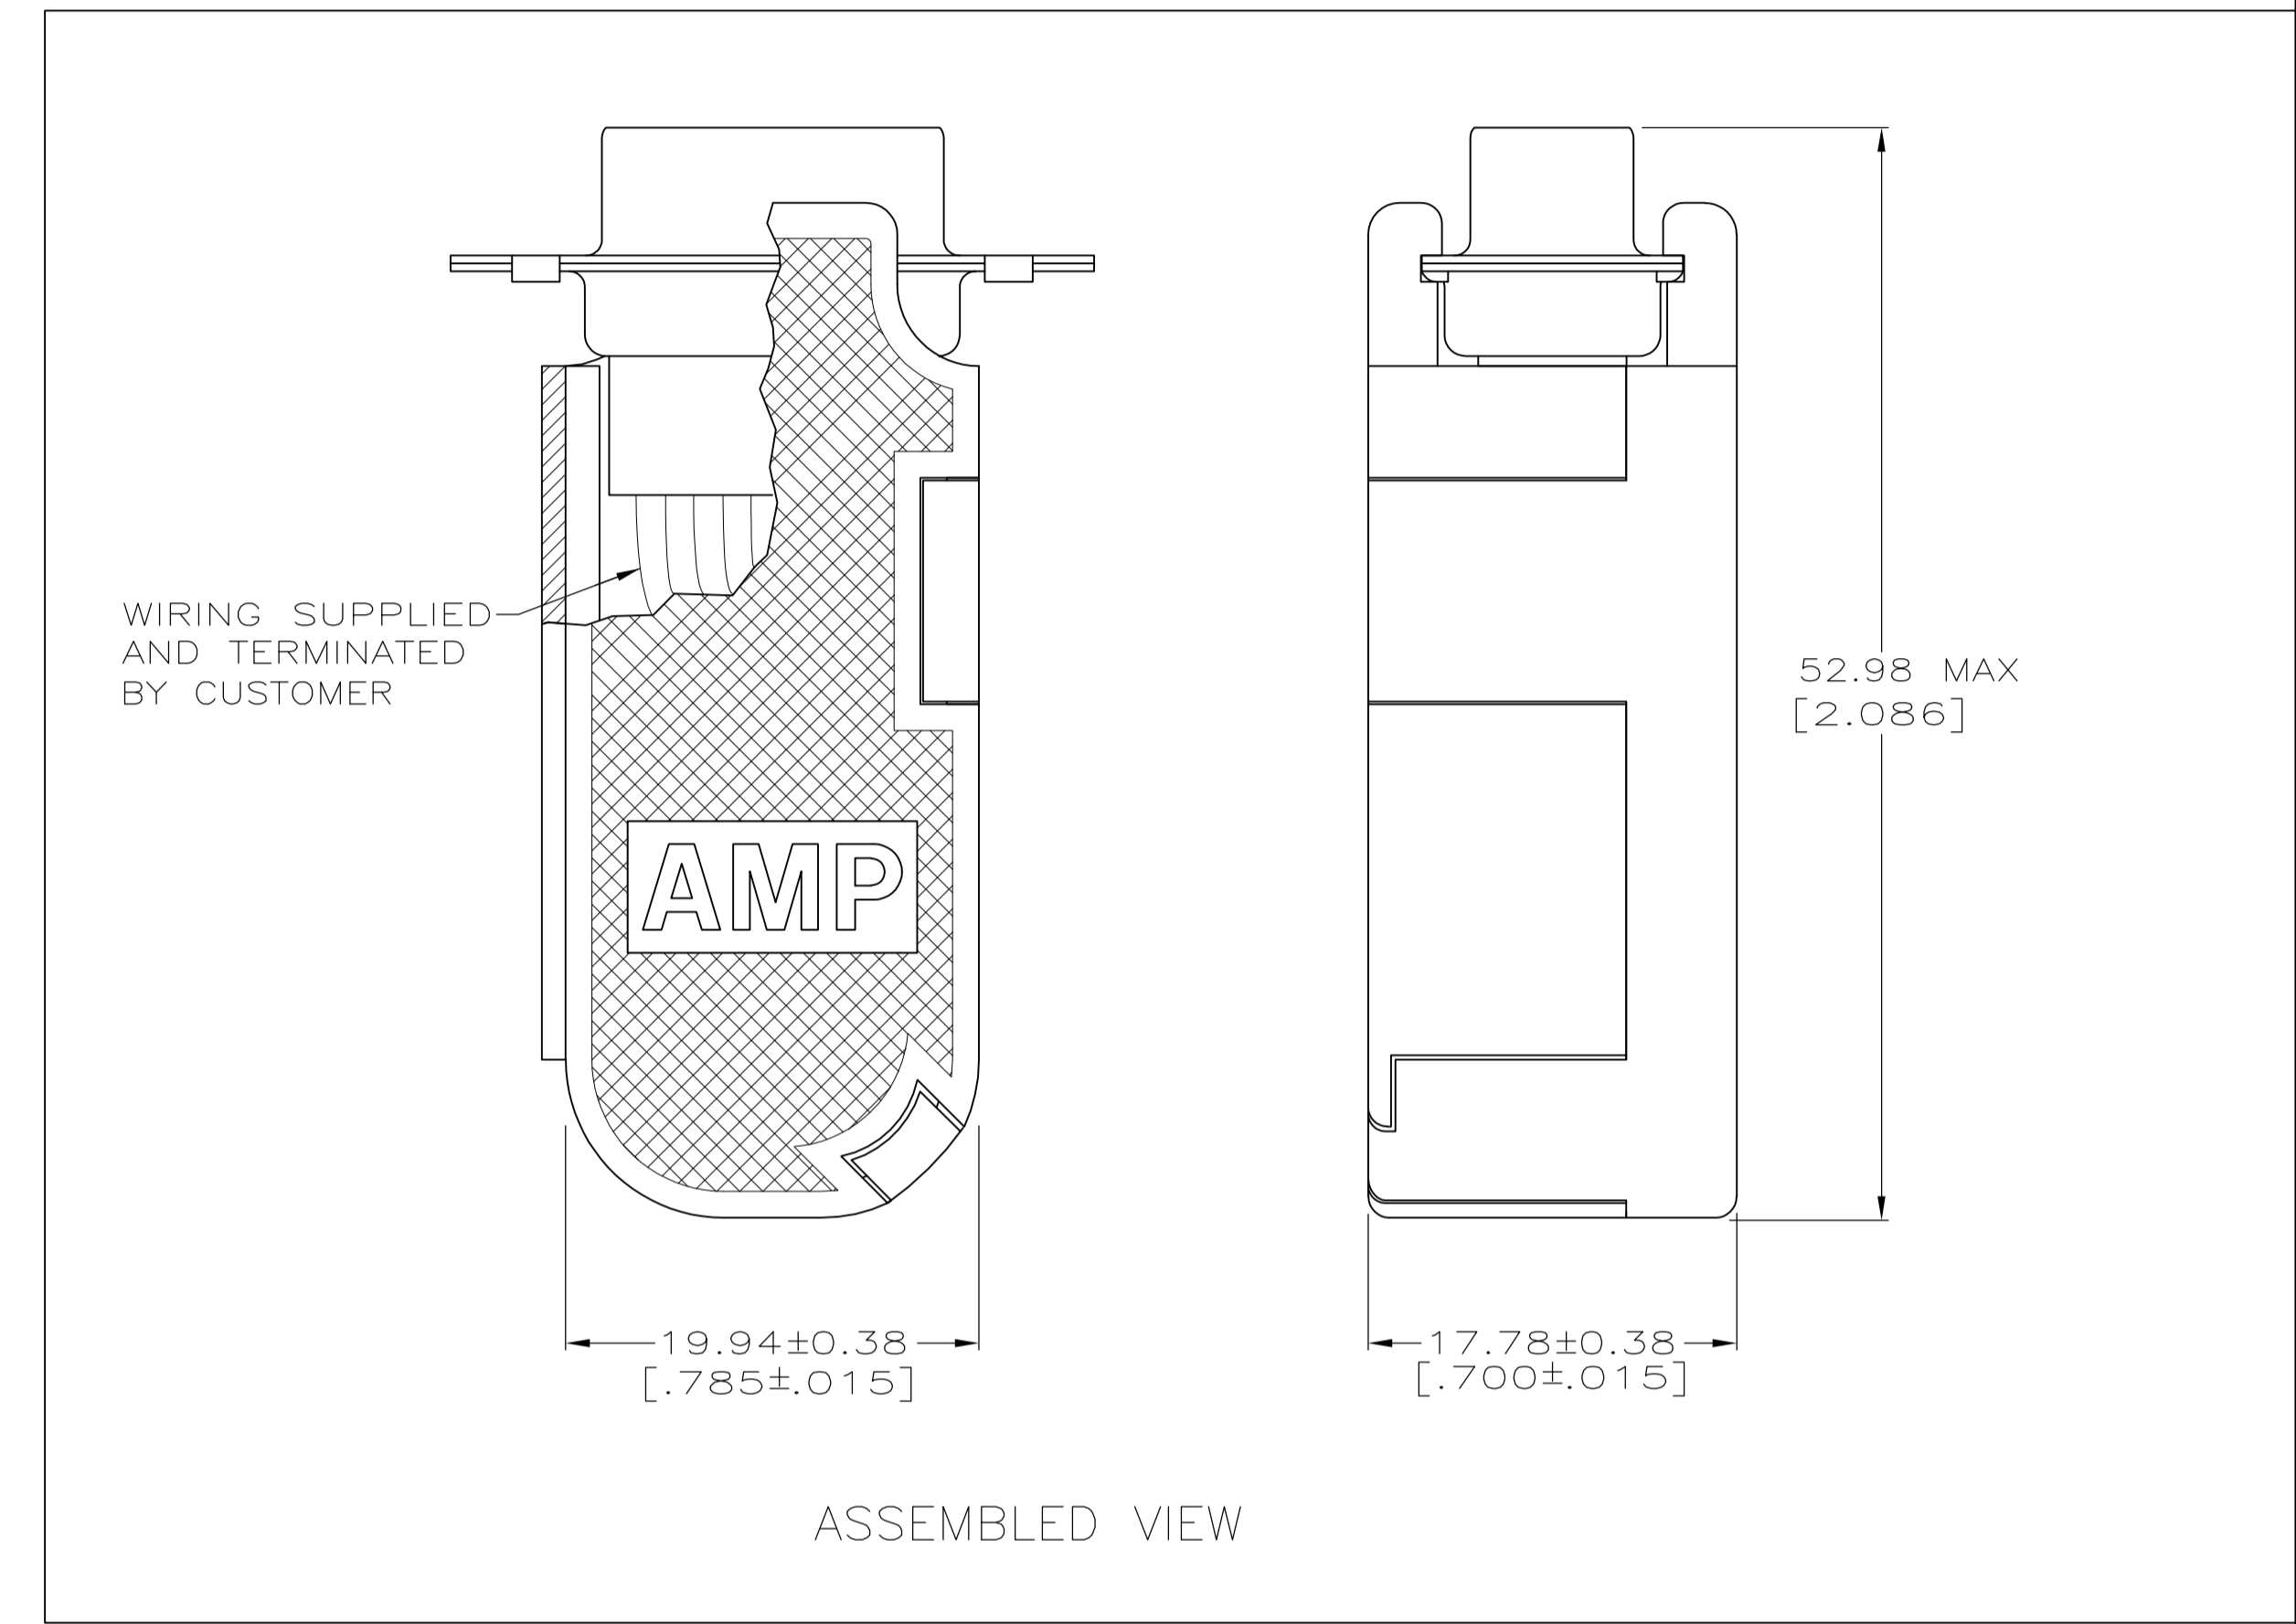 WIRING SUPPLIED
AND TERMINATED
BY CUSTOMER
AMP
52.98 MAX
[2.086]
19.94±0.38
[.785±.015]
17.78±0.38
[.700±.015]
ASSEMBLED VIEW